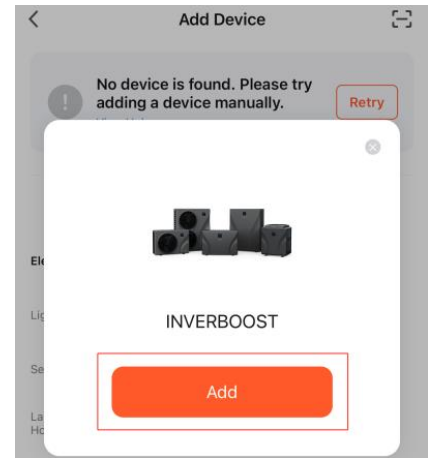 Add Device
No device is found. Please try
adding a device manually.
Retry
INVERBOOST
Add